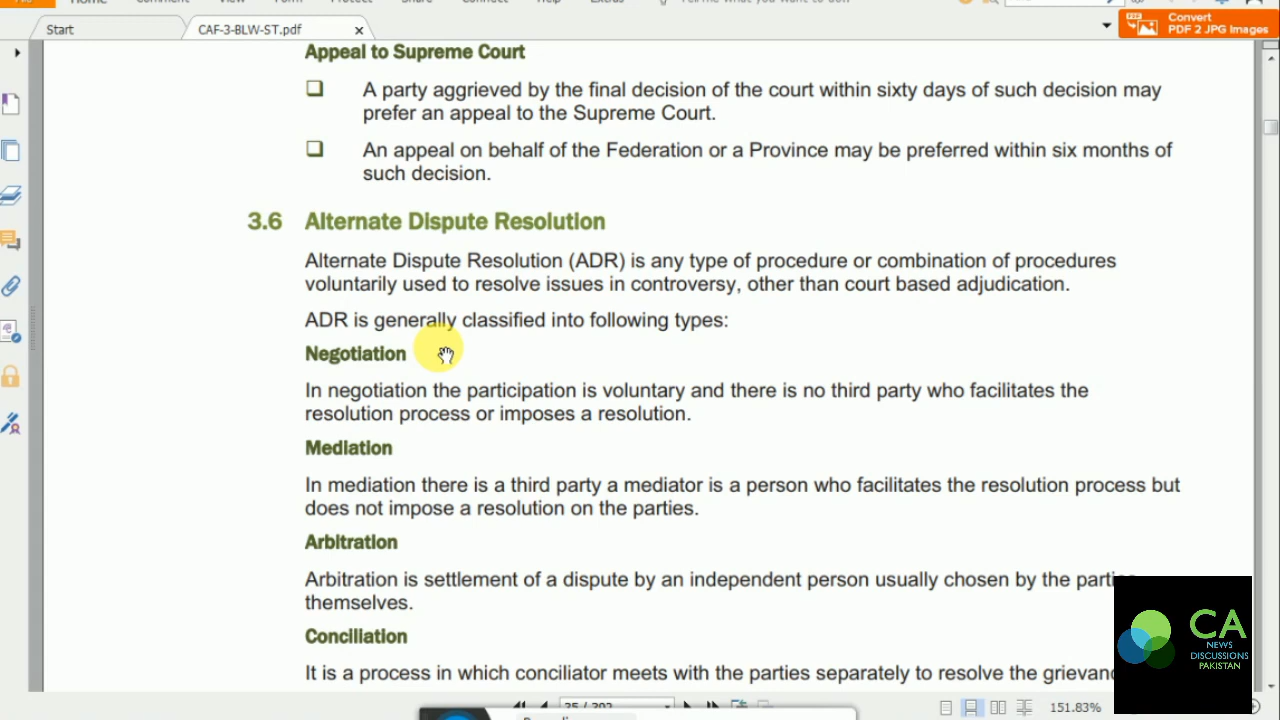 Start
CAF-3-BLW-ST.pdf
Convert
PDF 2 JPG Images
Appeal to Supreme Court
❑ A party aggrieved by the final decision of the court within sixty days of such decision may
prefer an appeal to the Supreme Court.
❑ An appeal on behalf of the Federation or a Province may be preferred within six months of
such decision.
3.6 Alternate Dispute Resolution
Alternate Dispute Resolution (ADR) is any type of procedure or combination of procedures
voluntarily used to resolve issues in controversy, other than court based adjudication.
ADR is generally classified into following types:
Negotiation
In negotiation the participation is voluntary and there is no third party who facilitates the
resolution process or imposes a resolution.
Mediation
In mediation there is a third party a mediator is a person who facilitates the resolution process but
does not impose a resolution on the parties.
Arbitration
Arbitration is settlement of a dispute by an independent person usually chosen by the
themselves.
Conciliation
It is a process in which conciliator meets with the parties separately to resolve the
CA
NEWS
DISCUSSIONS
PAKISTAN
151.83%